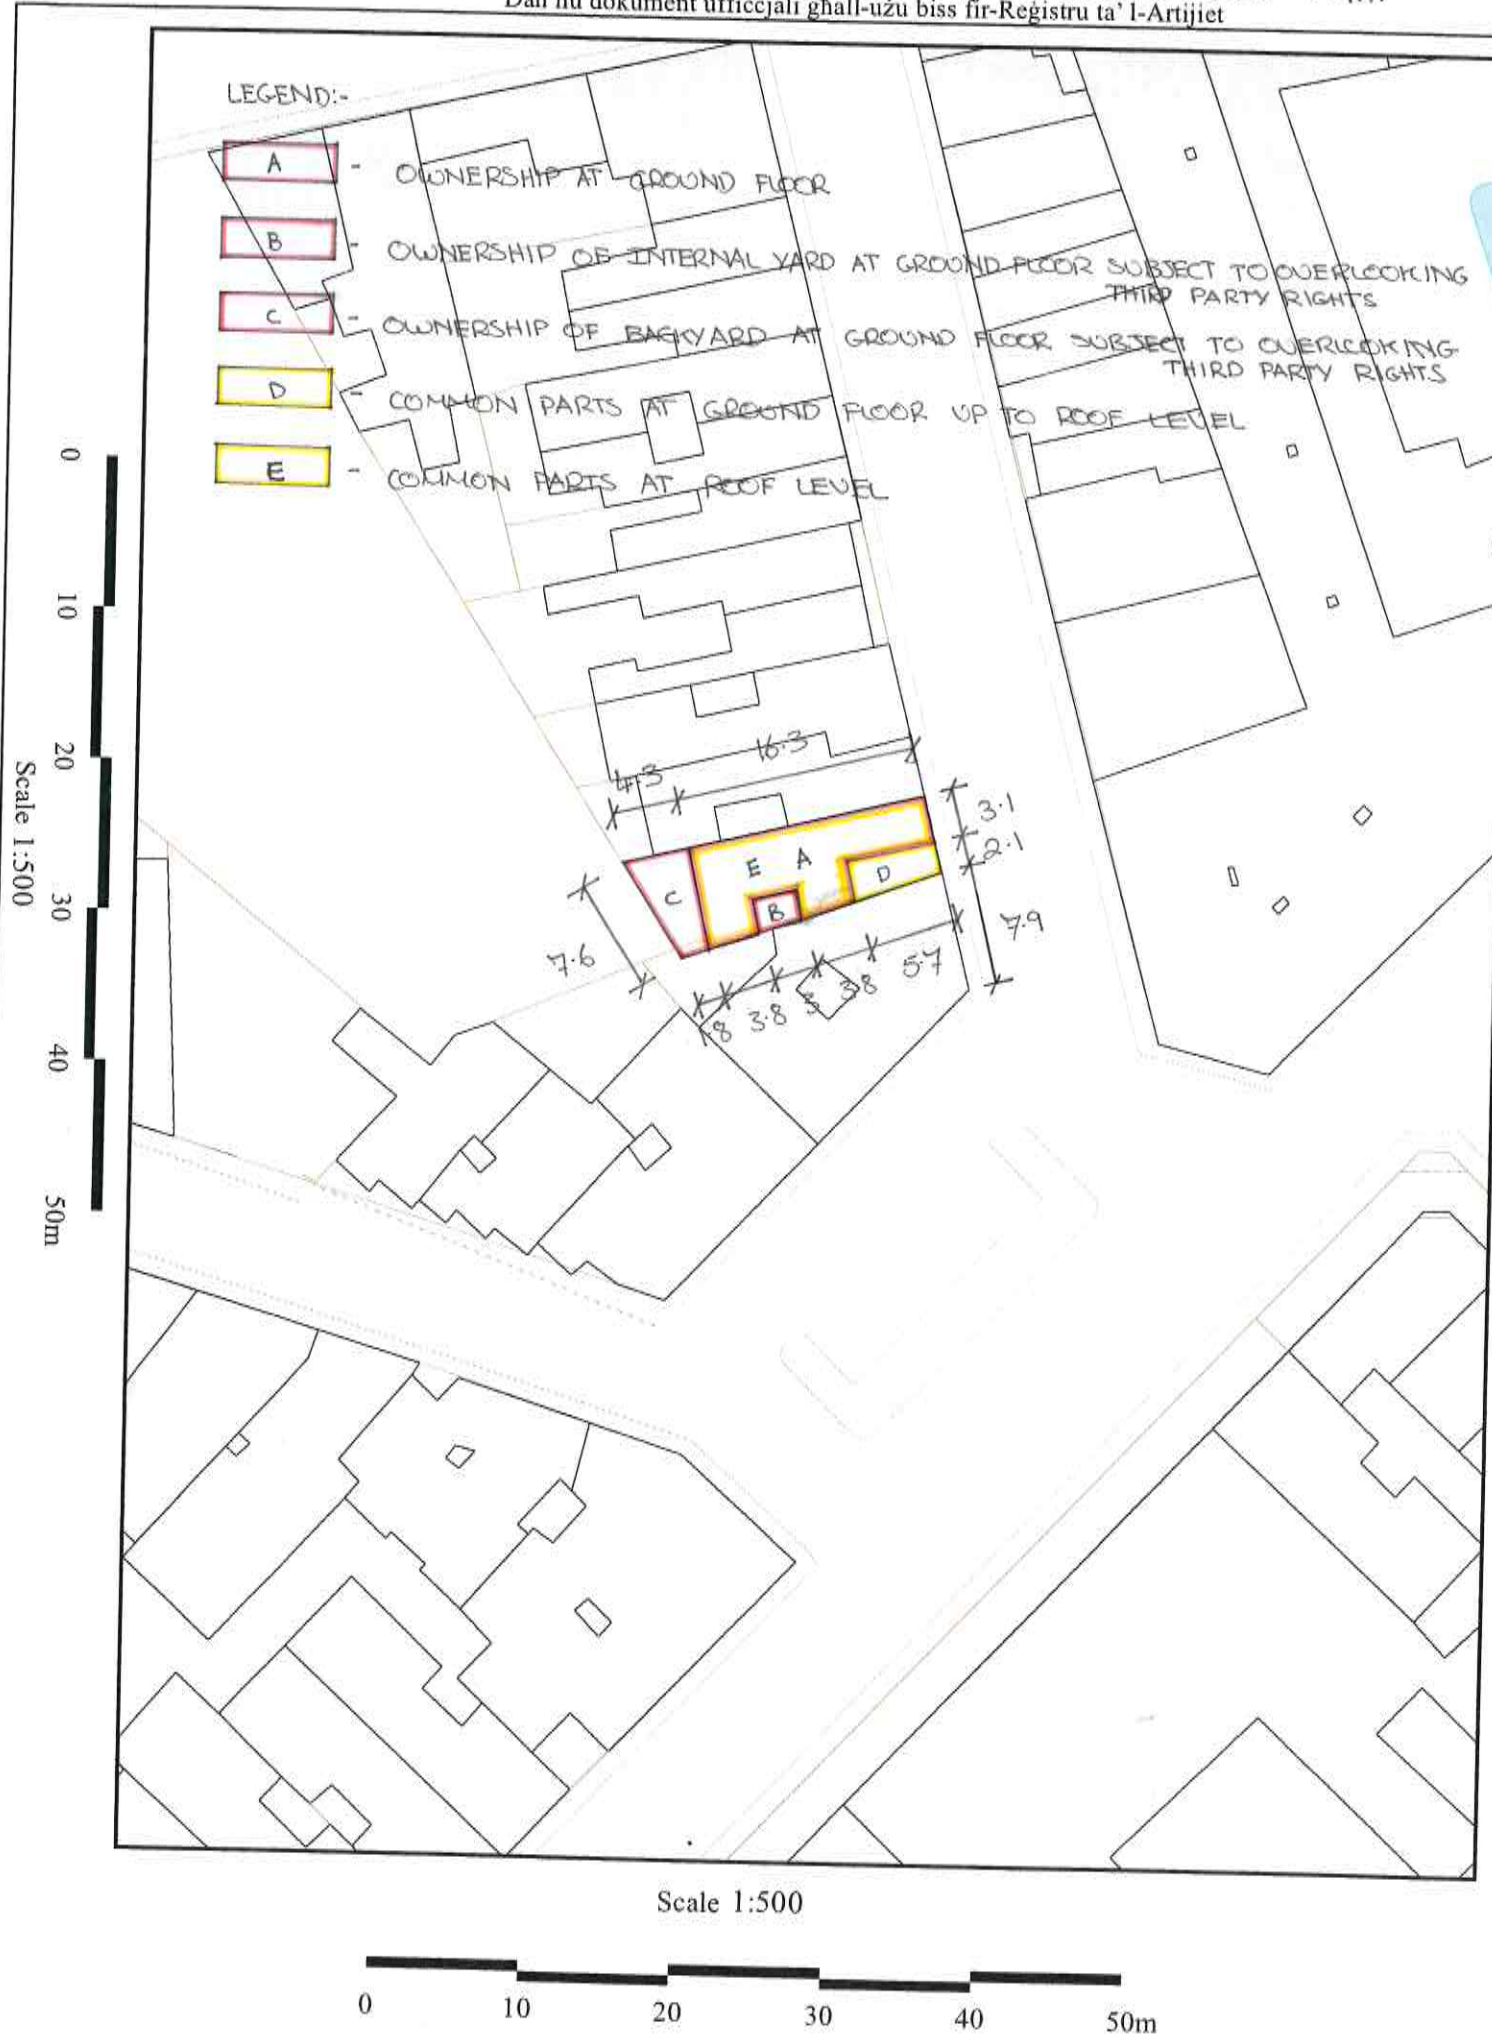 Dan hu dokument uffiċċjali għall-użu biss fir-Reġistru ta' l-Artijiet
LEGEND:-
A - OWNERSHIP AT GROUND FLOOR
B - OWNERSHIP OF INTERNAL YARD AT GROUND FLOOR SUBJECT TO OVERLOOKING
THIRD PARTY RIGHTS
C - OWNERSHIP OF BACKYARD AT GROUND FLOOR SUBJECT TO OVERLOOKING
THIRD PARTY RIGHTS
D - COMMON PARTS AT GROUND FLOOR UP TO ROOF LEVEL
E - COMMON PARTS AT ROOF LEVEL
0
10
20
30
40
50m
Scale 1:500
4.3
16.3
3.1
2.1
7.9
E A
D
C
B
7.6
1.8 3.8 3 3.8 5.7
Scale 1:500
0 10 20 30 40 50m